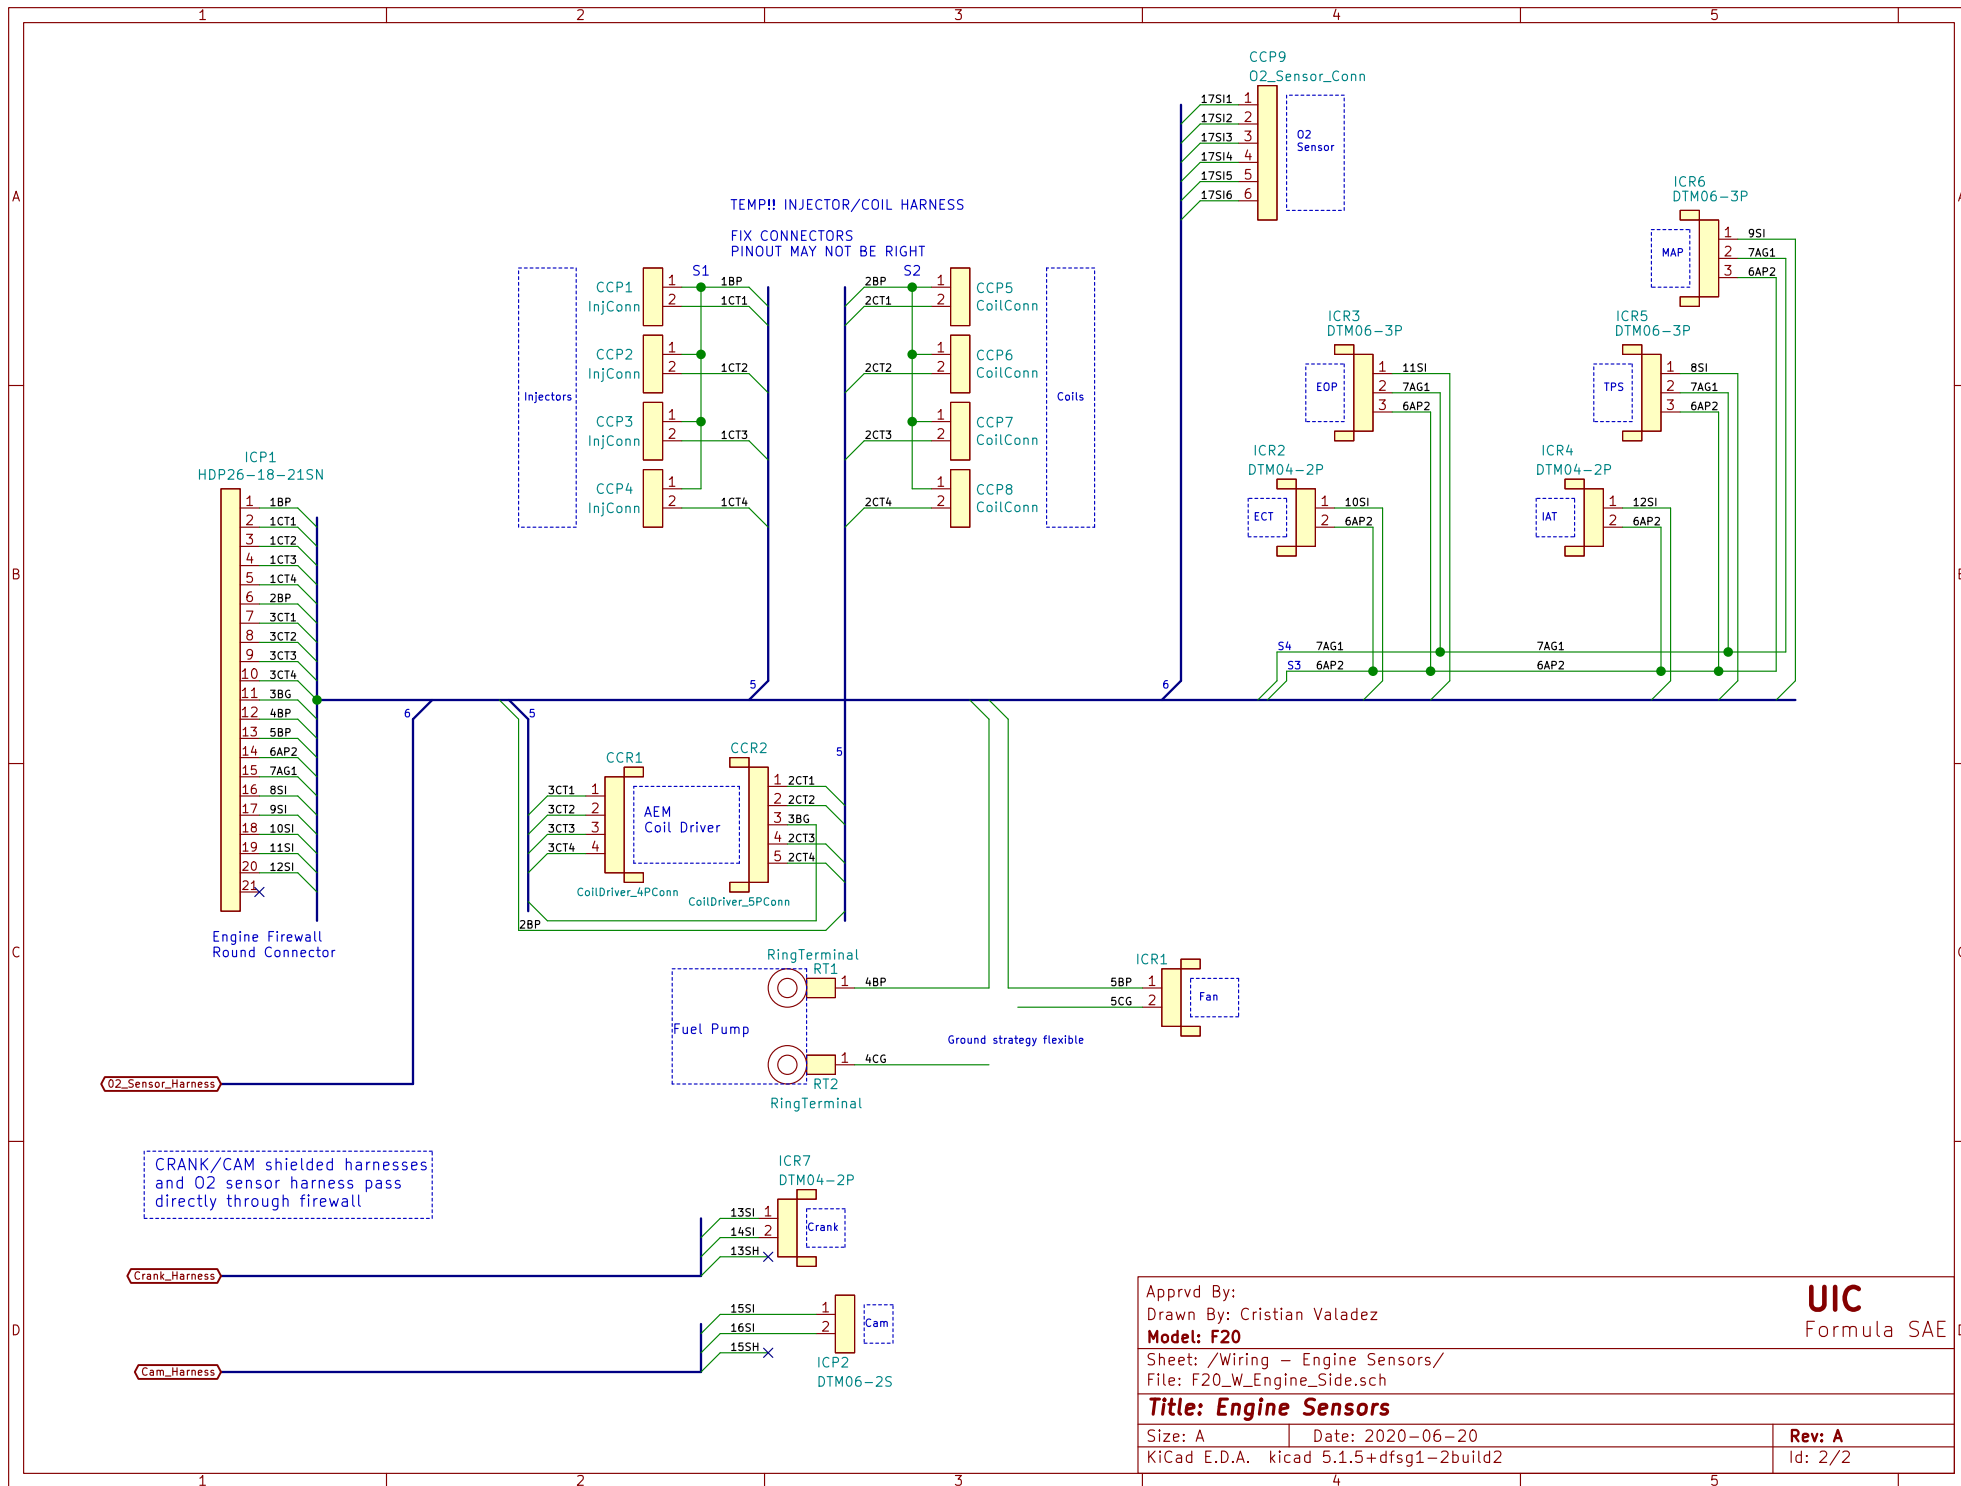 1 2 3 4 5
A
B
C
D
CCP9
O2_Sensor_Conn
17SI1 1
17SI2 2
17SI3 3
17SI4 4
17SI5 5
17SI6 6
O2
Sensor
TEMP!! INJECTOR/COIL HARNESS
FIX CONNECTORS
PINOUT MAY NOT BE RIGHT
Injectors
CCP1
InjConn
1
2
S1
1BP
1CT1
CCP2
InjConn
1
2
1CT2
CCP3
InjConn
1
2
1CT3
CCP4
InjConn
1
2
1CT4
S2
2BP 1
2CT1 2
CCP5
CoilConn
1
2CT2 2
CCP6
CoilConn
1
2CT3 2
CCP7
CoilConn
1
2CT4 2
CCP8
CoilConn
Coils
ICR6
DTM06-3P
MAP
1 9SI
2 7AG1
3 6AP2
ICR3
DTM06-3P
EOP
1 11SI
2 7AG1
3 6AP2
ICR5
DTM06-3P
TPS
1 8SI
2 7AG1
3 6AP2
ICR2
DTM04-2P
ECT
1 10SI
2 6AP2
ICR4
DTM04-2P
IAT
1 12SI
2 6AP2
S4 7AG1 7AG1
S3 6AP2 6AP2
ICP1
HDP26-18-21SN
1 1BP
2 1CT1
3 1CT2
4 1CT3
5 1CT4
6 2BP
7 3CT1
8 3CT2
9 3CT3
10 3CT4
11 3BG
12 4BP
13 5BP
14 6AP2
15 7AG1
16 8SI
17 9SI
18 10SI
19 11SI
20 12SI
21
Engine Firewall
Round Connector
6
5
5
5
6
CCR1
3CT1 1
3CT2 2
3CT3 3
3CT4 4
CoilDriver_4PConn
AEM
Coil Driver
CCR2
1 2CT1
2 2CT2
3 3BG
4 2CT3
5 2CT4
CoilDriver_5PConn
2BP
RingTerminal
RT1
1 4BP
Fuel Pump
1 4CG
RT2
RingTerminal
ICR1
5BP 1
5CG 2
Fan
Ground strategy flexible
O2_Sensor_Harness
CRANK/CAM shielded harnesses
and O2 sensor harness pass
directly through firewall
ICR7
DTM04-2P
13SI 1
14SI 2
13SH
Crank
Crank_Harness
15SI 1
16SI 2
15SH
Cam
ICP2
DTM06-2S
Cam_Harness
Apprvd By:
Drawn By: Cristian Valadez
Model: F20
UIC
Formula SAE
Sheet: /Wiring - Engine Sensors/
File: F20_W_Engine_Side.sch
Title: Engine Sensors
Size: A Date: 2020-06-20 Rev: A
KiCad E.D.A. kicad 5.1.5+dfsg1-2build2 Id: 2/2
1 2 3 4 5